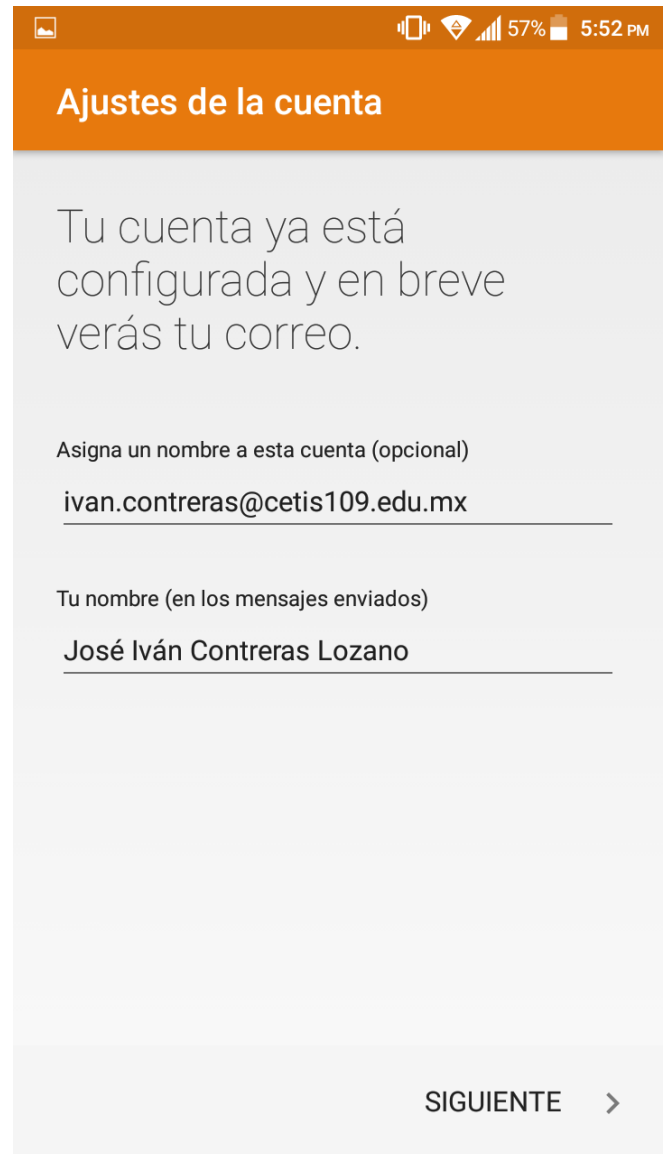 57% 5:52 PM
Ajustes de la cuenta
Tu cuenta ya está
configurada y en breve
verás tu correo.
Asigna un nombre a esta cuenta (opcional)
ivan.contreras@cetis109.edu.mx
Tu nombre (en los mensajes enviados)
José Iván Contreras Lozano
SIGUIENTE